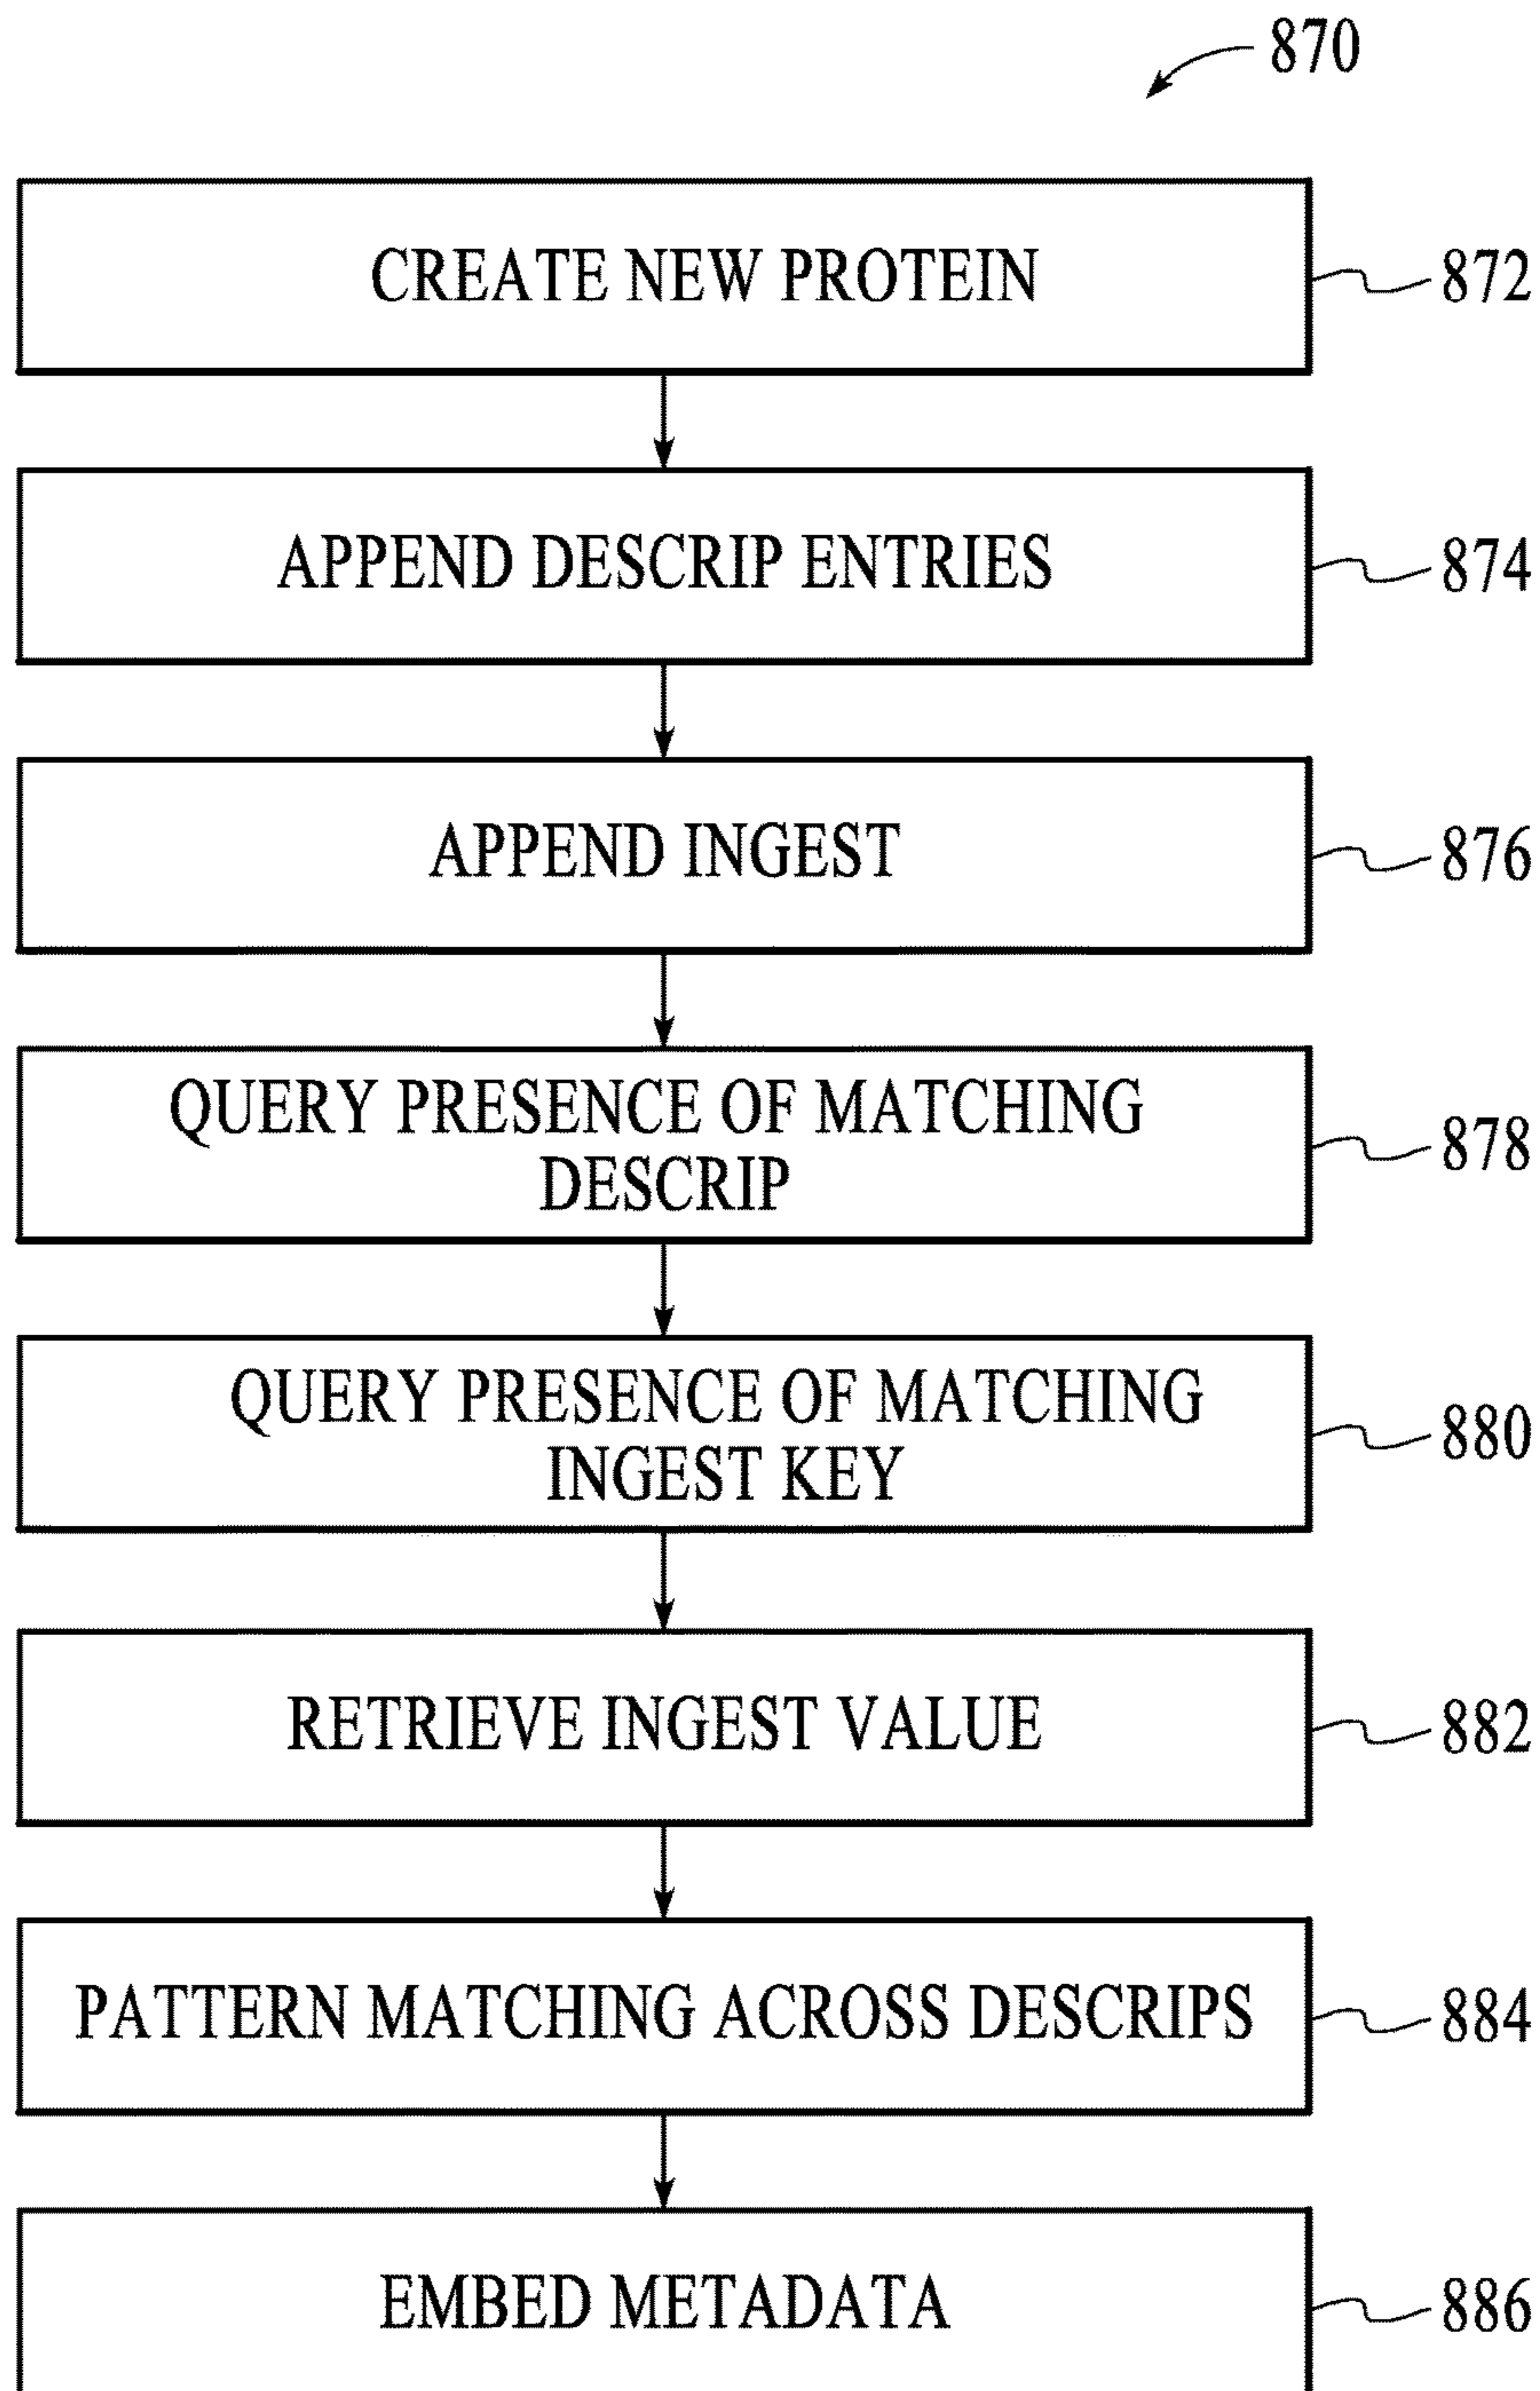 870
CREATE NEW PROTEIN
872
APPEND DESCRIP ENTRIES
874
APPEND INGEST
876
QUERY PRESENCE OF MATCHING
DESCRIP
878
QUERY PRESENCE OF MATCHING
INGEST KEY
880
RETRIEVE INGEST VALUE
882
PATTERN MATCHING ACROSS DESCRIPS
884
EMBED METADATA
886